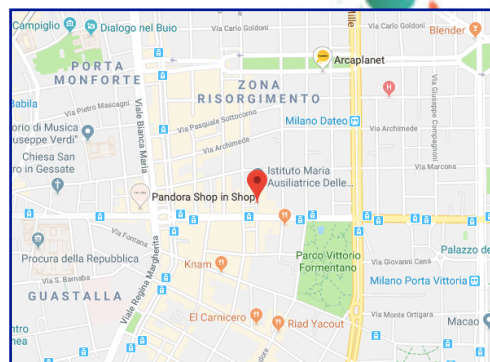 Campiglio
Dialogo nel Buio
Via Carlo Goldoni
Via Carlo Goldoni
Blender
PORTA
MONFORTE
Arcaplanet
ZONA
RISORGIMENTO
Babila
Via Pietro Mascagni
Viale Bianca Maria
Via Pasquale Sottocorno
Milano Dateo
Via Giuseppe Compagnoni
orio di Musica
useppe Verdi"
Via Archimede
Via Archimede
Chiesa San
ro in Gessate
Istituto Maria
Ausiliatrice Delle...
Via Marcona
Pandora Shop in Shop
Via Fontana
Viale Regina Margherita
Procura della Repubblica
Knam
Parco Vittorio
Formentano
Via Giovanni Cena
Palazzo de
Via S. Barnaba
Milano Porta Vittoria
GUASTALLA
El Carnicero
Riad Yacout
Via Monte Ortigara
Macao
ntro
nea